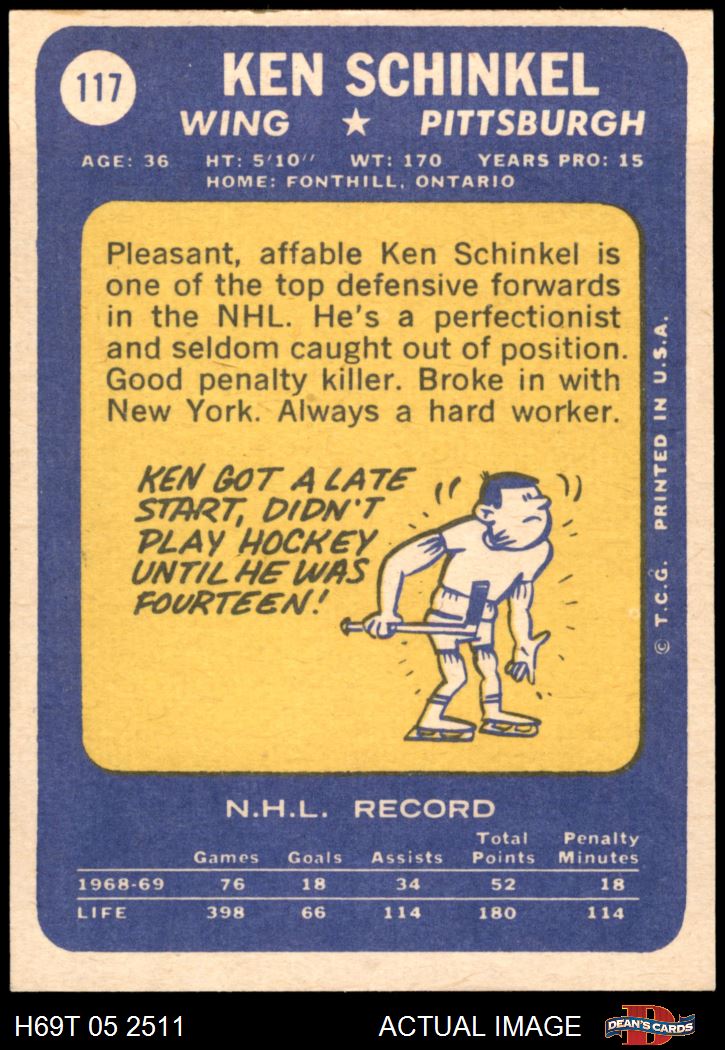 117
KEN SCHINKEL
WING ★ PITTSBURGH
AGE: 36 HT: 5'10" WT: 170 YEARS PRO: 15
HOME: FONTHILL, ONTARIO
Pleasant, affable Ken Schinkel is
one of the top defensive forwards
in the NHL. He's a perfectionist
and seldom caught out of position.
Good penalty killer. Broke in with
New York. Always a hard worker.
KEN GOT A LATE
START, DIDN'T
PLAY HOCKEY
UNTIL HE WAS
FOURTEEN!
© T.C.G. PRINTED IN U.S.A.
N.H.L. RECORD
Total Penalty
Games Goals Assists Points Minutes
1968-69 76 18 34 52 18
LIFE 398 66 114 180 114
H69T 05 2511 ACTUAL IMAGE
D
DEAN'S CARDS